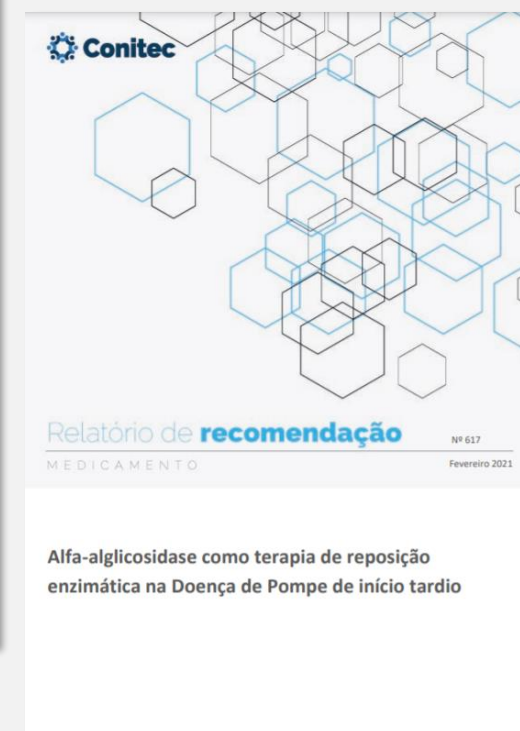 Conitec
Relatório de recomendação
Nº 617
MEDICAMENTO
Fevereiro 2021
Alfa-alglicosidase como terapia de reposição
enzimática na Doença de Pompe de início tardio